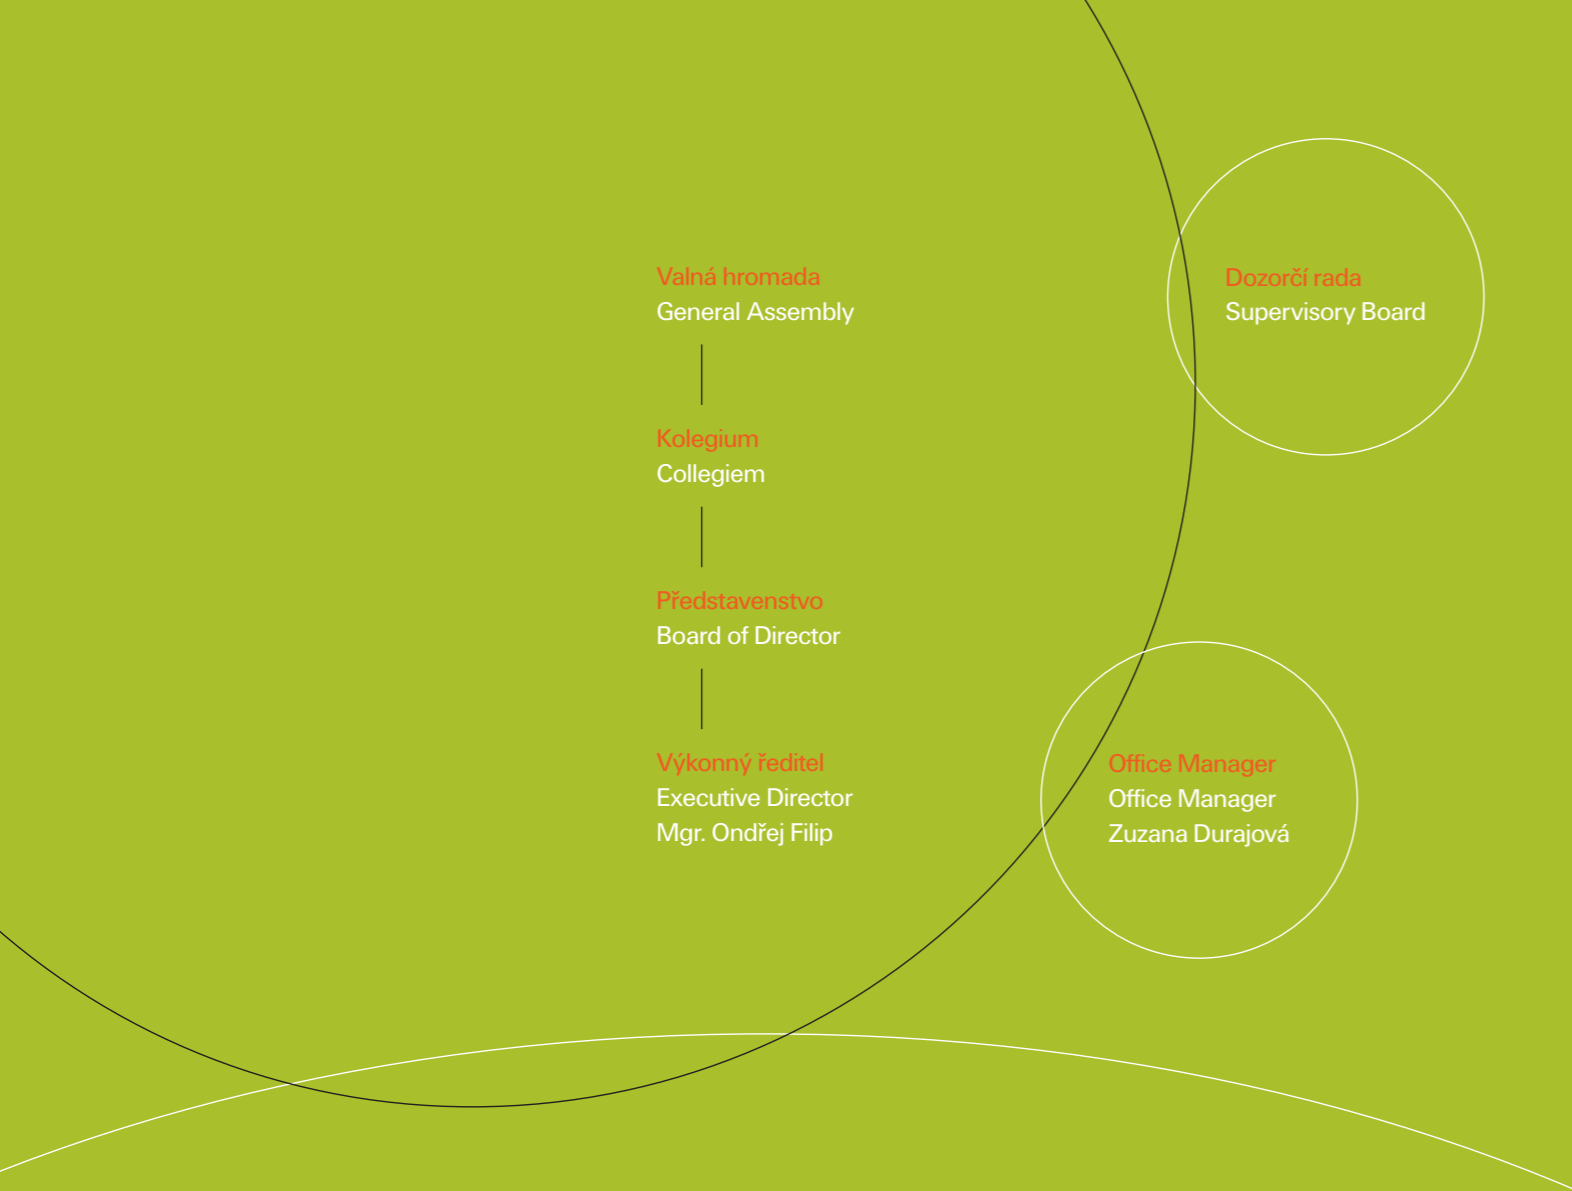 Valná hromada
General Assembly
Dozorčí rada
Supervisory Board
Kolegium
Collegiem
Představenstvo
Board of Director
Výkonný ředitel
Executive Director
Mgr. Ondřej Filip
Office Manager
Office Manager
Zuzana Durajová